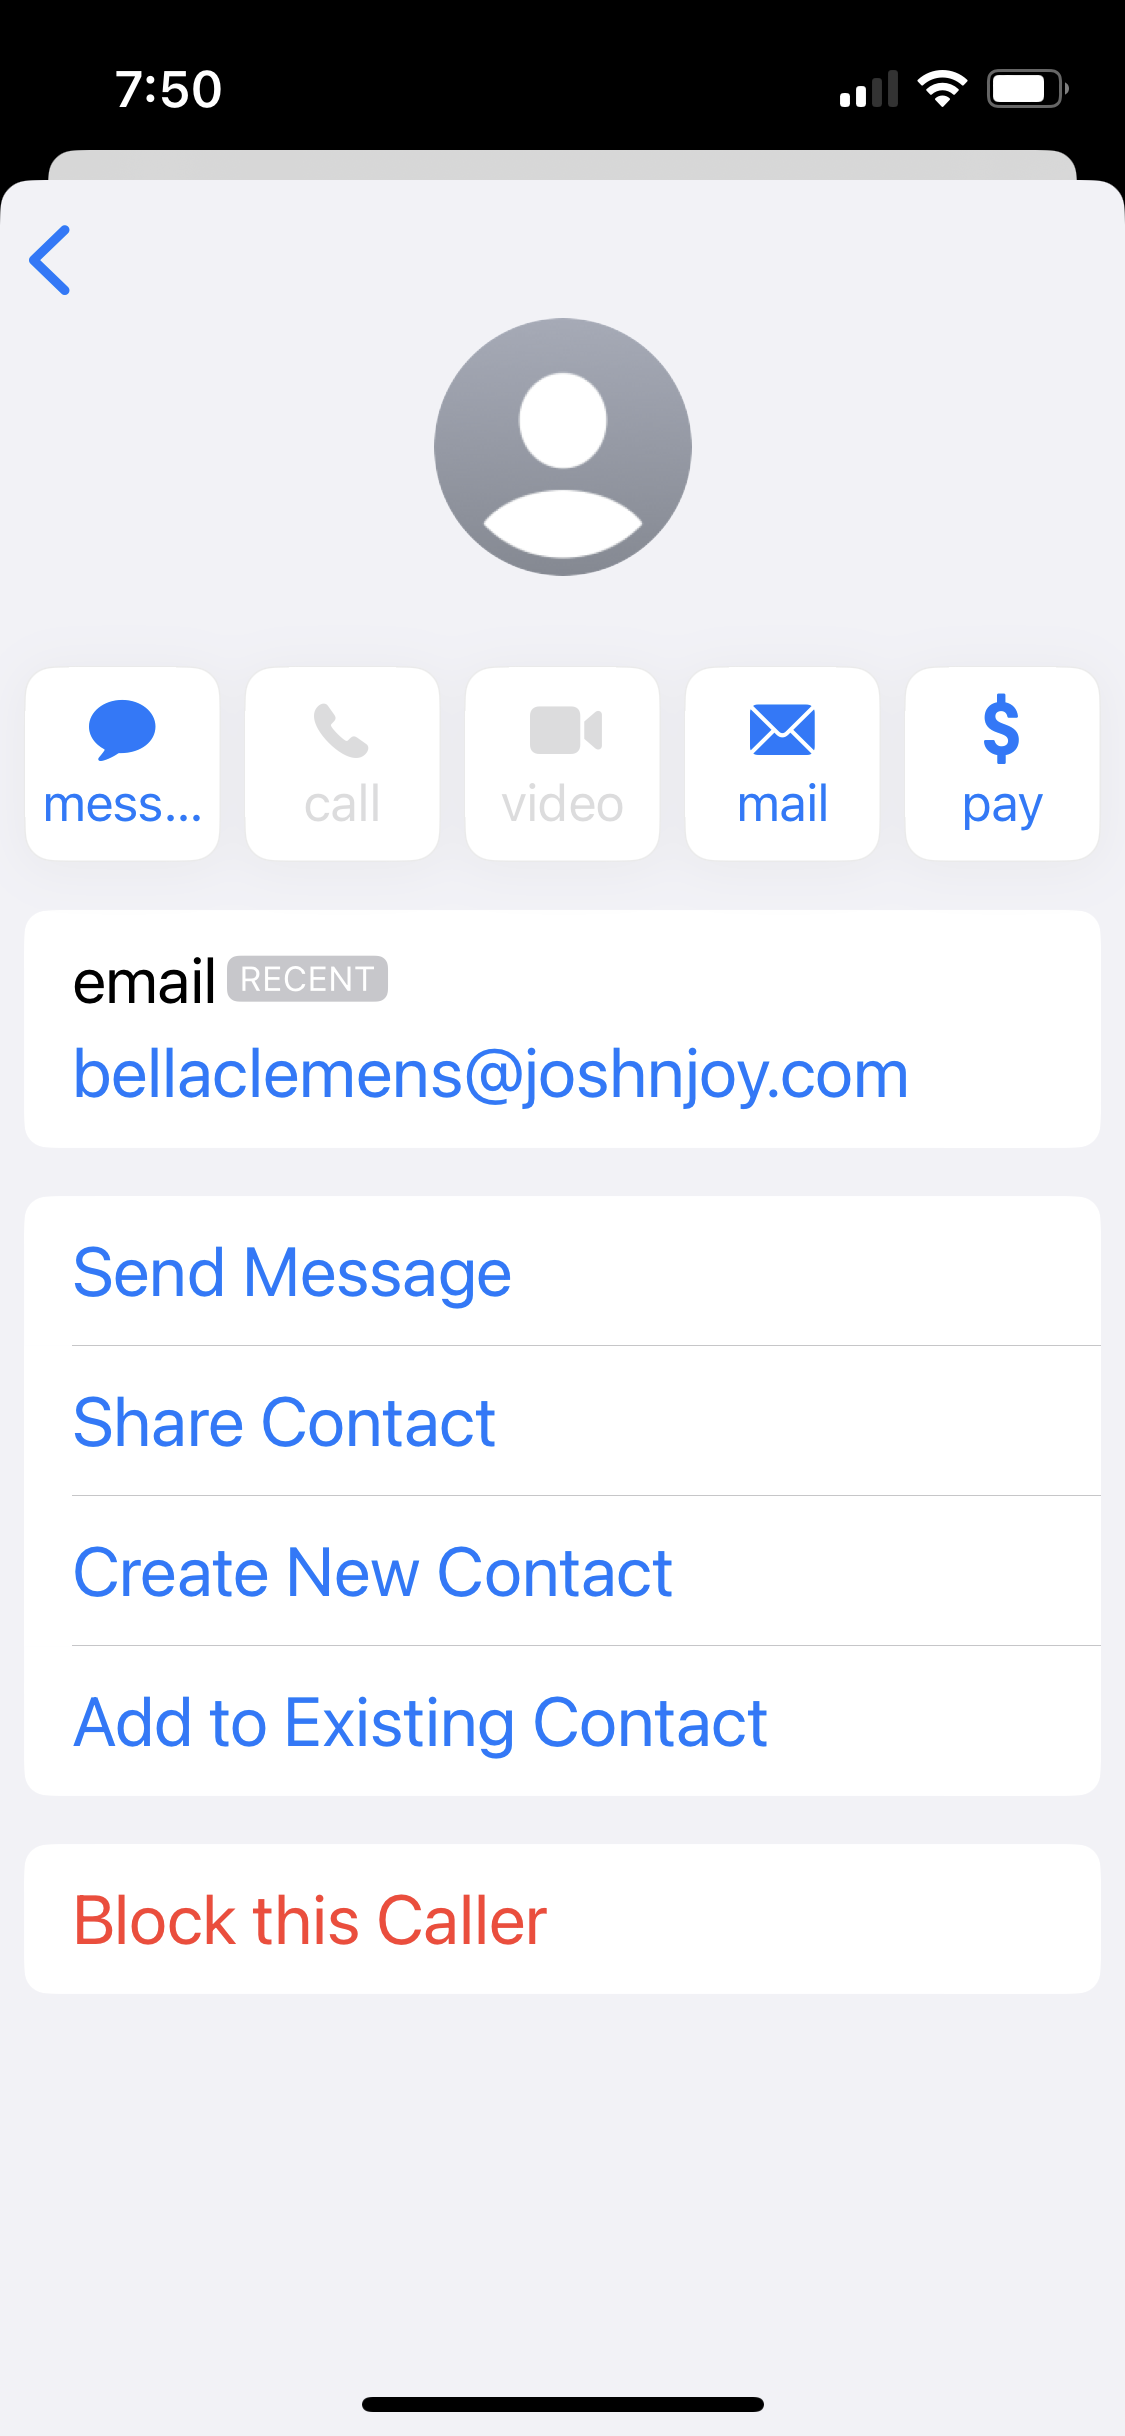 7:50
mess...
call
video
mail
pay
$
email RECENT
bellaclemens@joshnjoy.com
Send Message
Share Contact
Create New Contact
Add to Existing Contact
Block this Caller